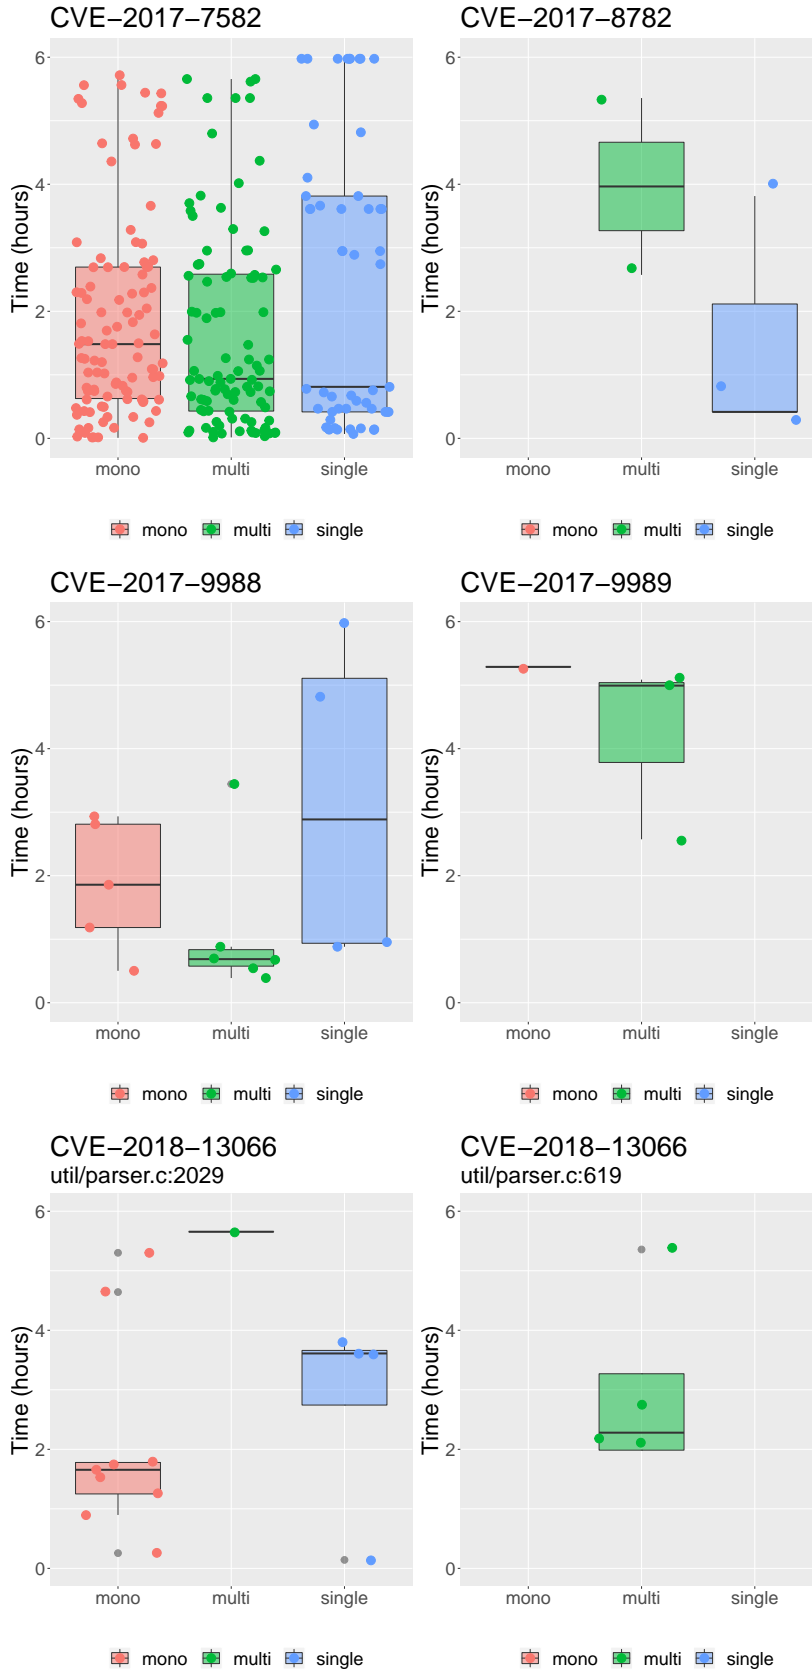 CVE−2017−7582
CVE−2017−8782
Time (hours)
6
4
2
0
mono multi single
mono multi single
Time (hours)
6
4
2
0
mono multi single
mono multi single
CVE−2017−9988
CVE−2017−9989
Time (hours)
6
4
2
0
mono multi single
mono multi single
Time (hours)
6
4
2
0
mono multi single
mono multi single
CVE−2018−13066
util/parser.c:2029
CVE−2018−13066
util/parser.c:619
Time (hours)
6
4
2
0
mono multi single
mono multi single
Time (hours)
6
4
2
0
mono multi single
mono multi single